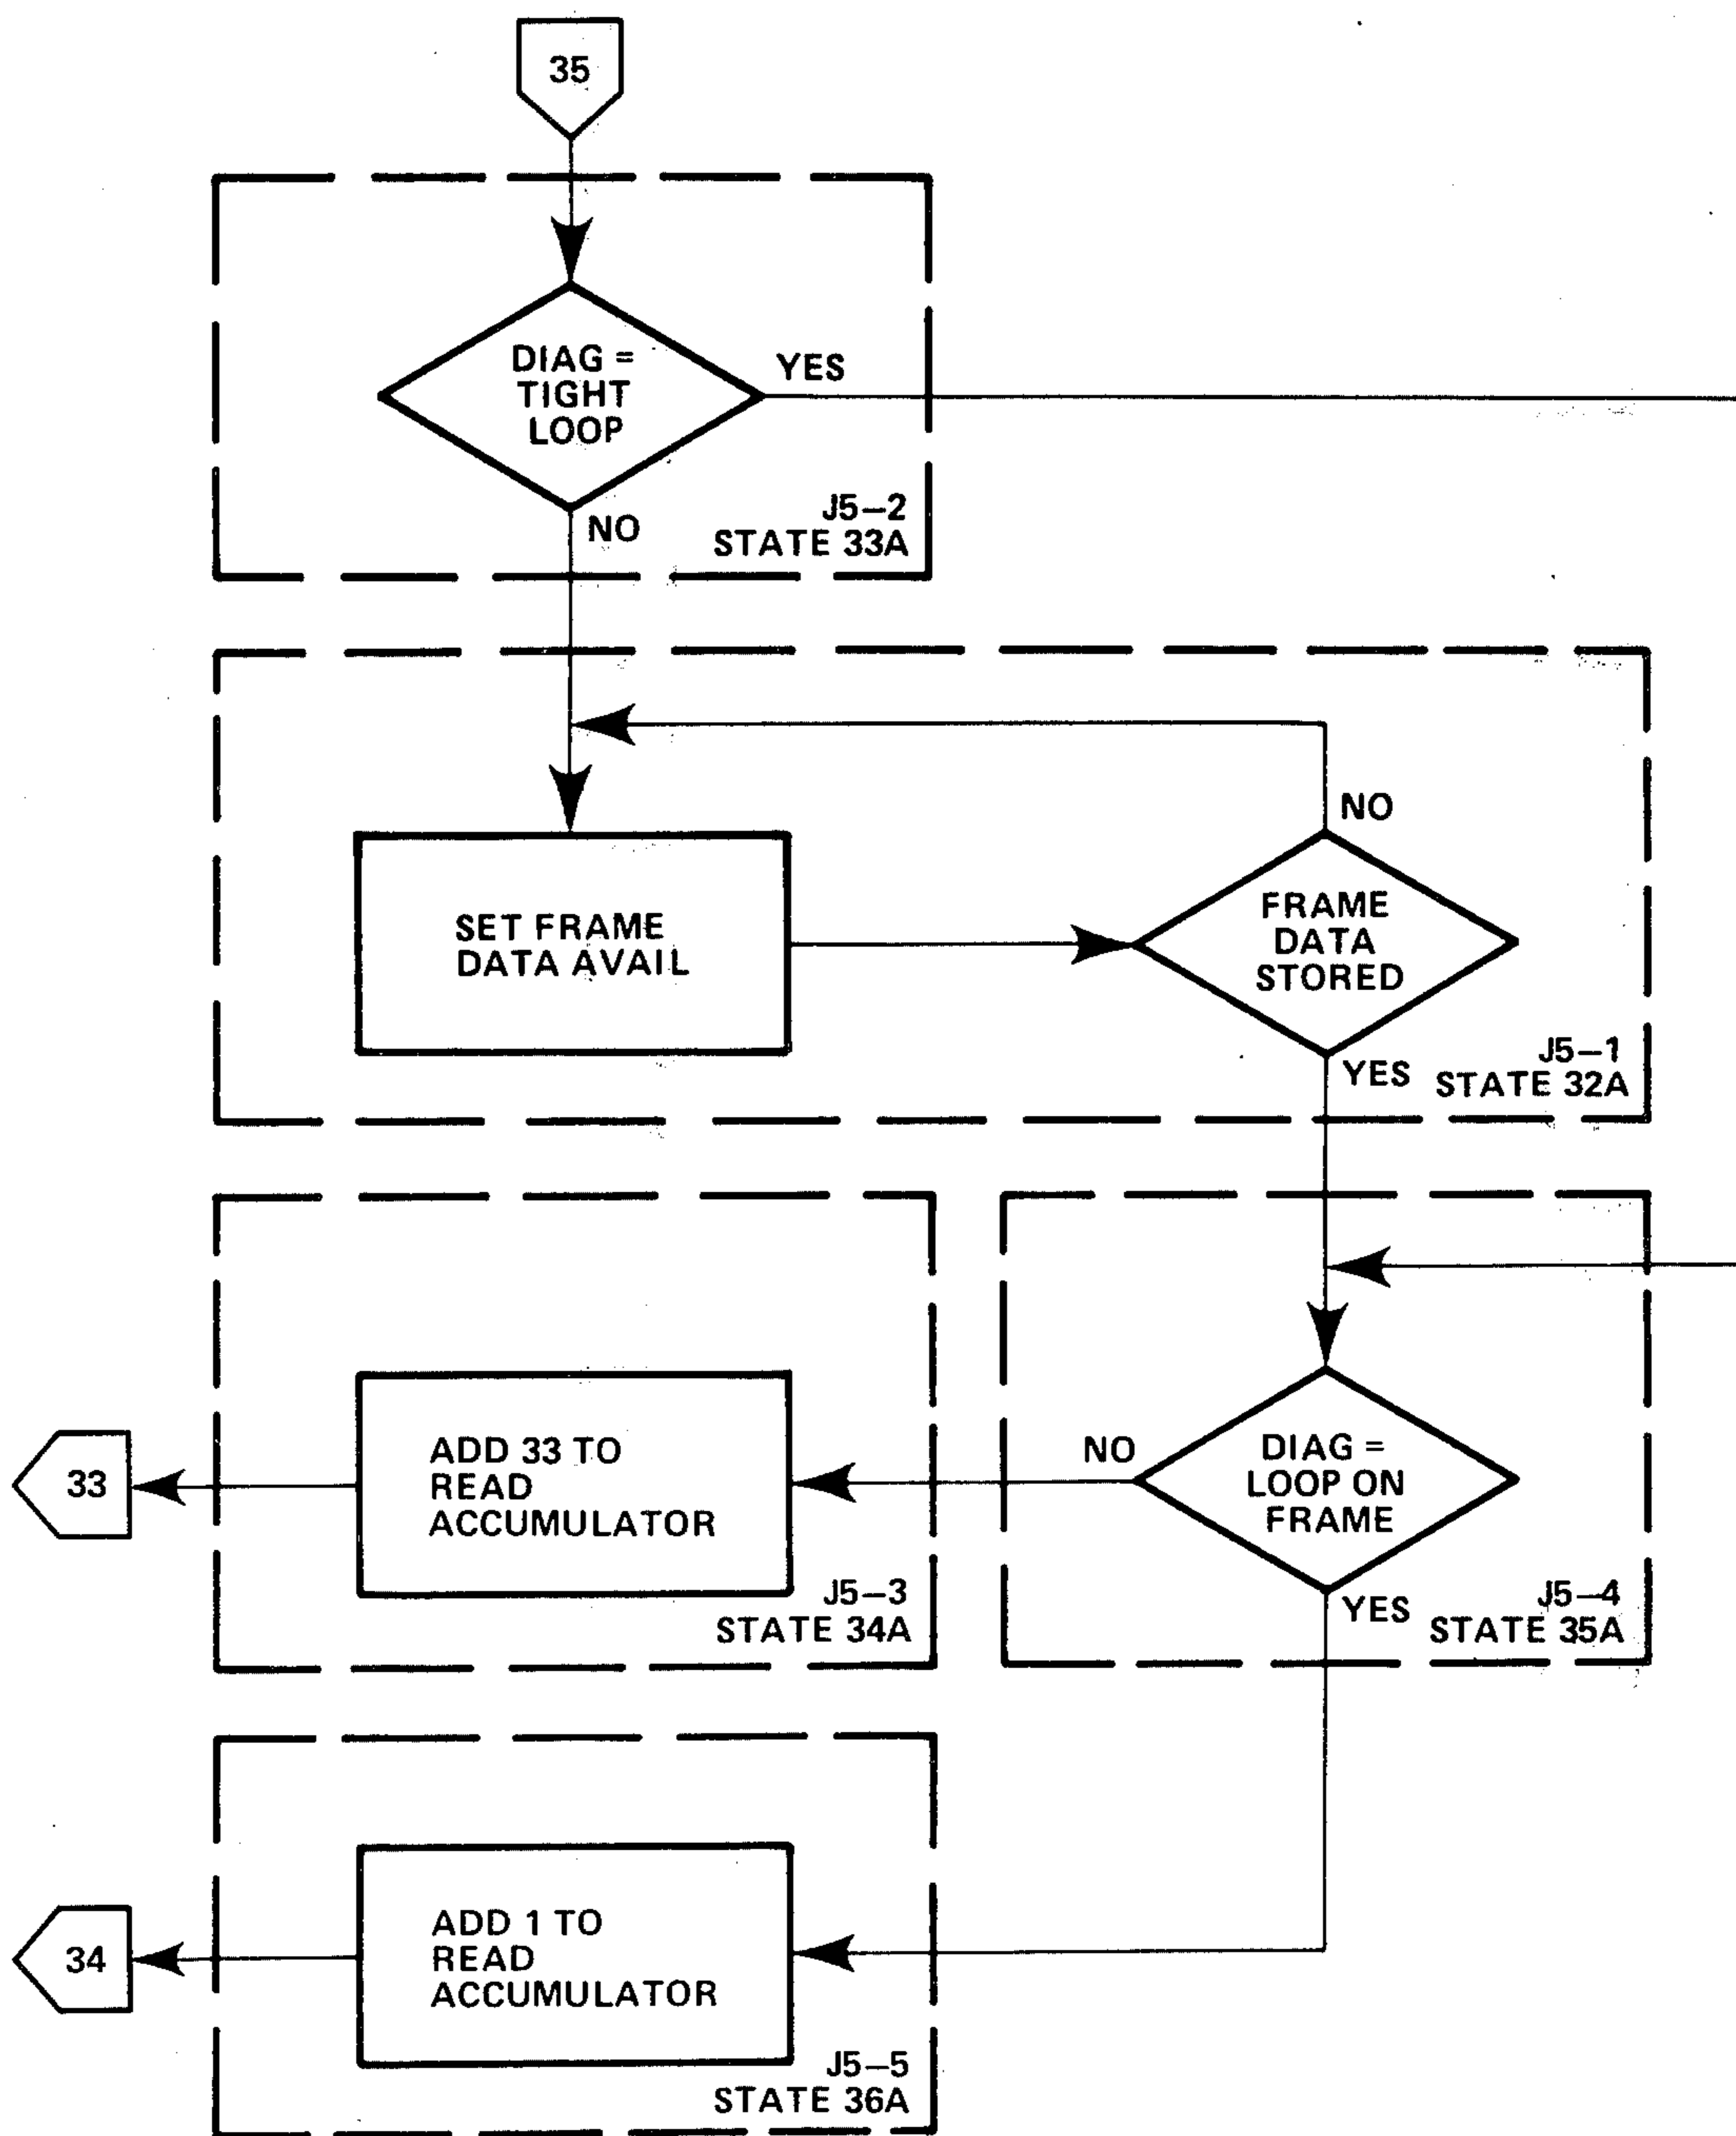 35
DIAG =
TIGHT
LOOP
YES
NO
J5–2
STATE 33A
NO
SET FRAME
DATA AVAIL
FRAME
DATA
STORED
YES
J5–1
STATE 32A
33
ADD 33 TO
READ
ACCUMULATOR
J5–3
STATE 34A
NO
DIAG =
LOOP ON
FRAME
YES
J5–4
STATE 35A
34
ADD 1 TO
READ
ACCUMULATOR
J5–5
STATE 36A